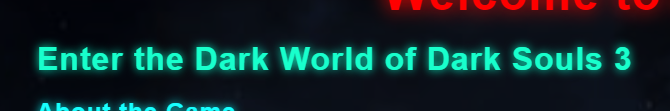 Welcome to
Enter the Dark World of Dark Souls 3
About the Game